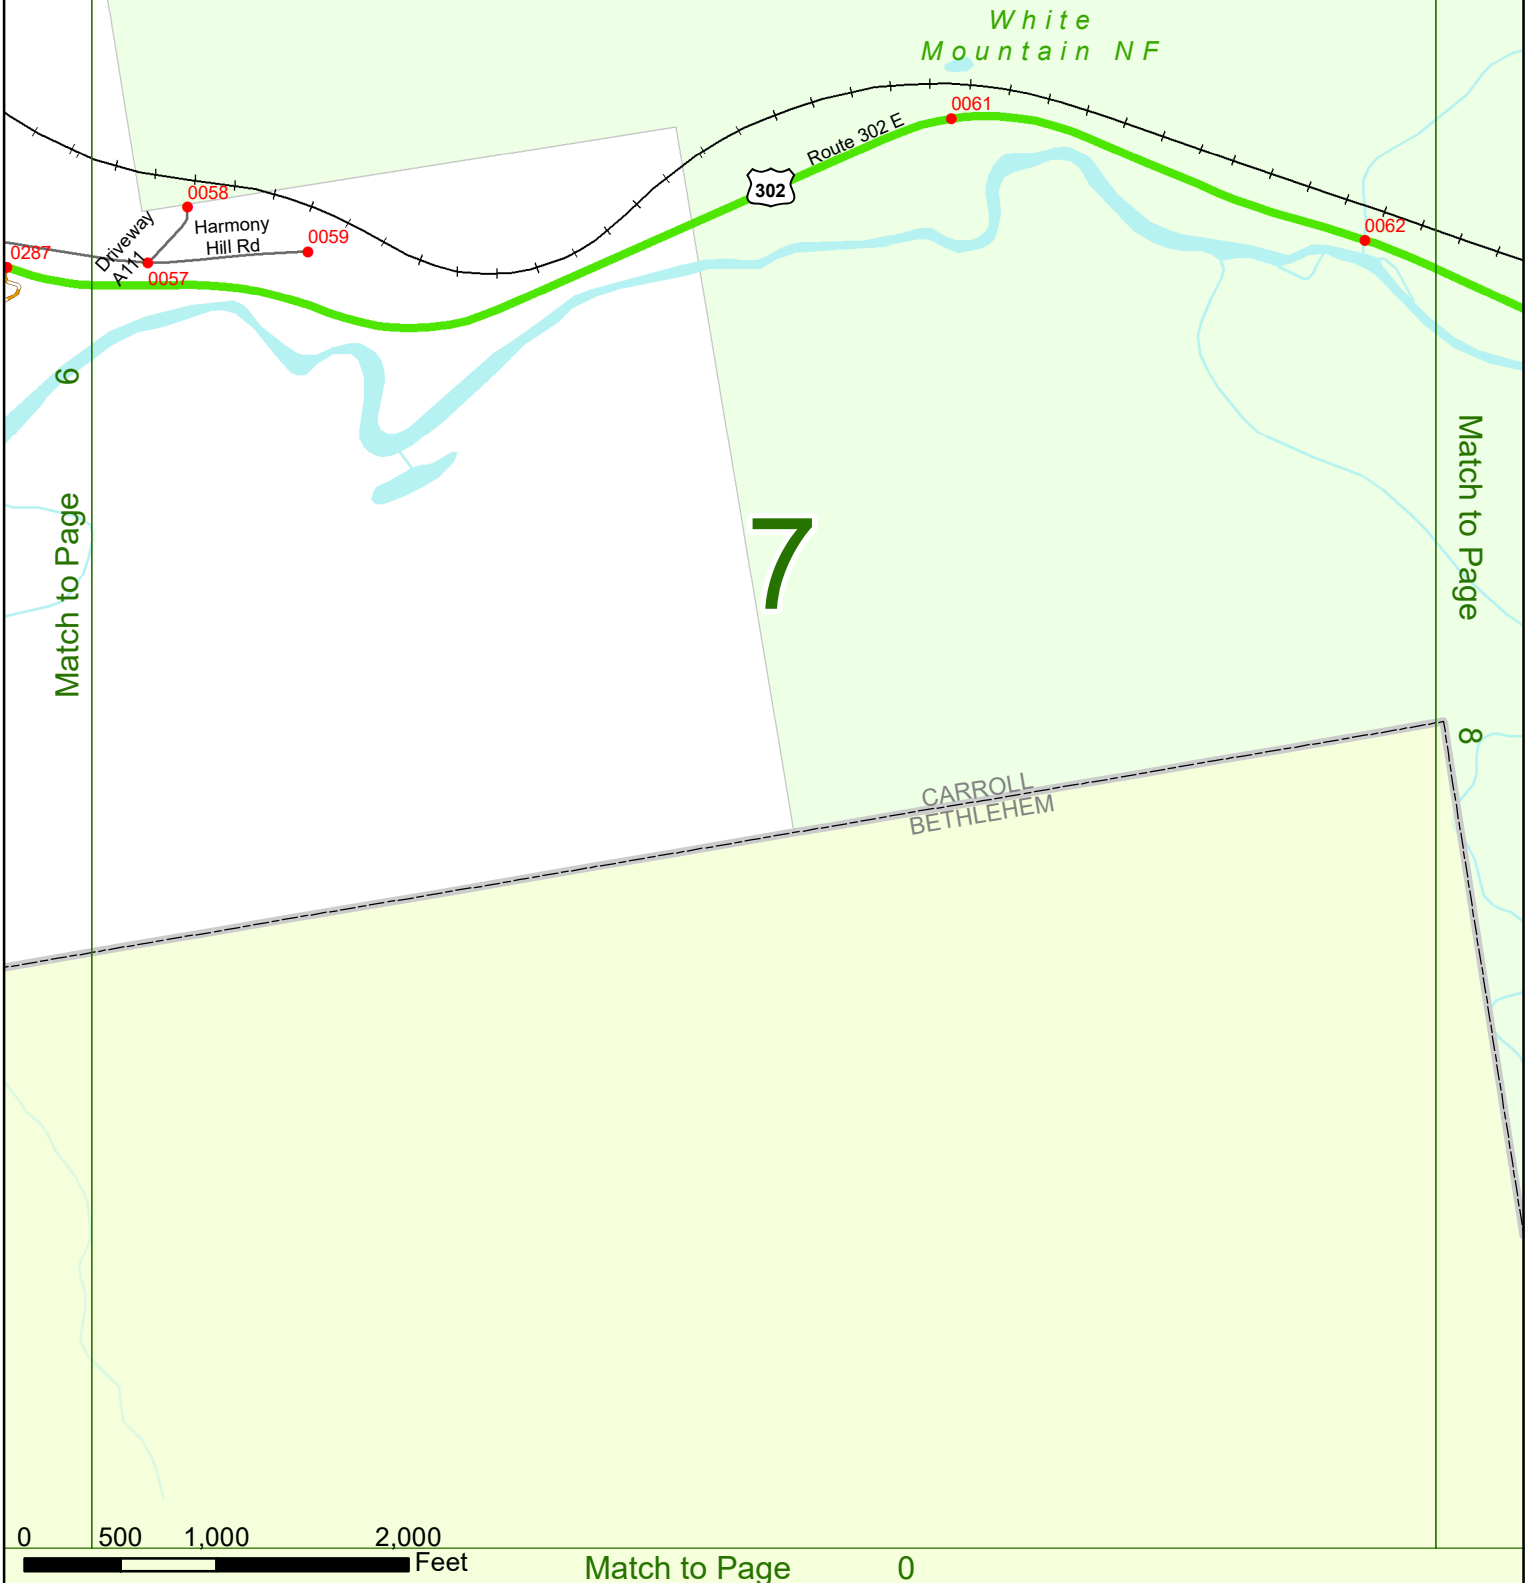 White
Mountain NF
0061
Route 302 E
302
0058
Driveway
A111
Harmony
Hill Rd
0059
0287
0057
0062
Match to Page 6
7
Match to Page 8
CARROLL
BETHLEHEM
0 500 1,000 2,000
Feet
Match to Page 0